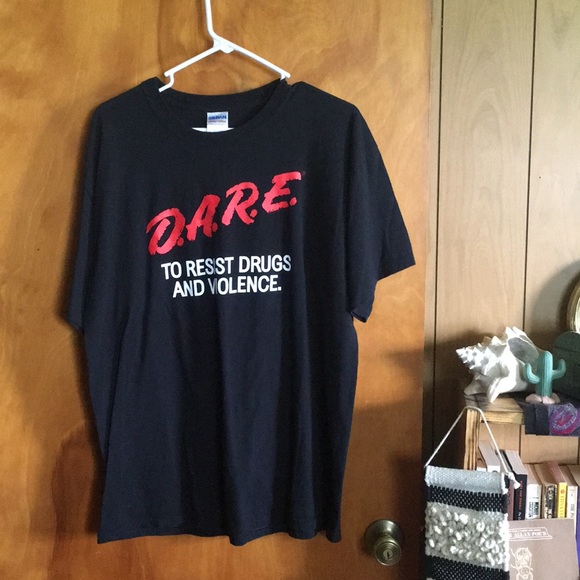 D.A.R.E.
TO RESIST DRUGS
AND VIOLENCE.